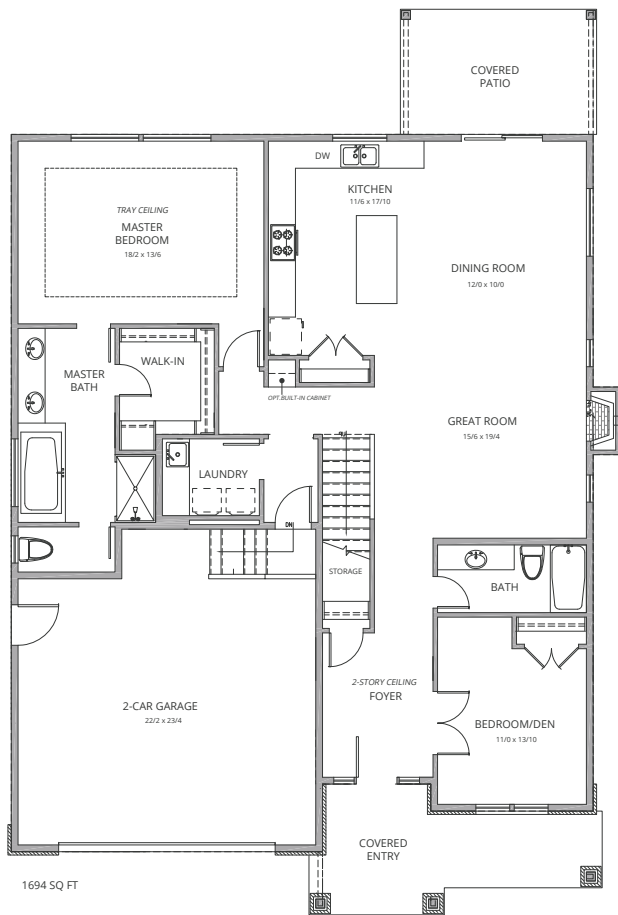 COVERED
PATIO
DW
KITCHEN
11/6 x 17/10
TRAY CEILING
MASTER
BEDROOM
18/2 x 13/6
DINING ROOM
12/0 x 10/0
WALK-IN
MASTER
BATH
OPT.BUILT-IN CABINET
GREAT ROOM
15/6 x 19/4
LAUNDRY
DN
STORAGE
BATH
2-STORY CEILING
FOYER
2-CAR GARAGE
22/2 x 23/4
BEDROOM/DEN
11/0 x 13/10
COVERED
ENTRY
1694 SQ FT